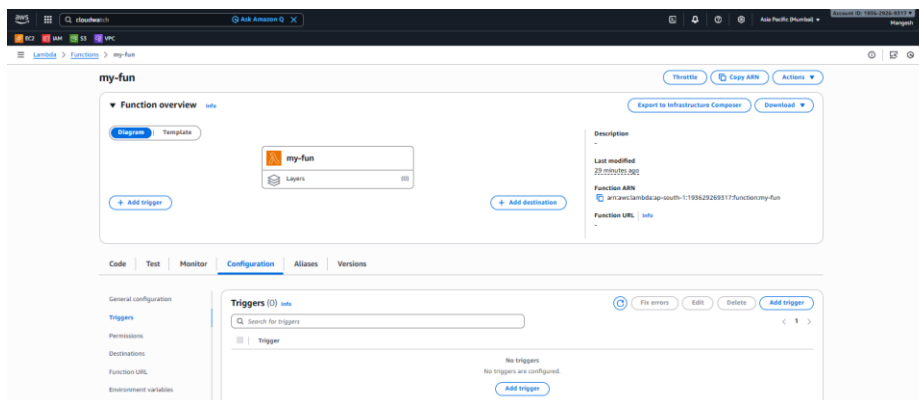 aws cloudwatch Ask Amazon Q Asia Pacific (Mumbai) Account ID: 1936-2926-9317
Mangesh
EC2 IAM S3 VPC
Lambda > Functions > my-fun
my-fun Throttle Copy ARN Actions
Function overview Info Export to Infrastructure Composer Download
Diagram Template
my-fun
Layers (0)
+ Add trigger + Add destination
Description
-
Last modified
29 minutes ago
Function ARN
arn:aws:lambda:ap-south-1:193629269317:function:my-fun
Function URL Info
-
Code Test Monitor Configuration Aliases Versions
General configuration
Triggers
Permissions
Destinations
Function URL
Environment variables
Triggers (0) Info Fix errors Edit Delete Add trigger
Search for triggers 1
Trigger
No triggers
No triggers are configured.
Add trigger